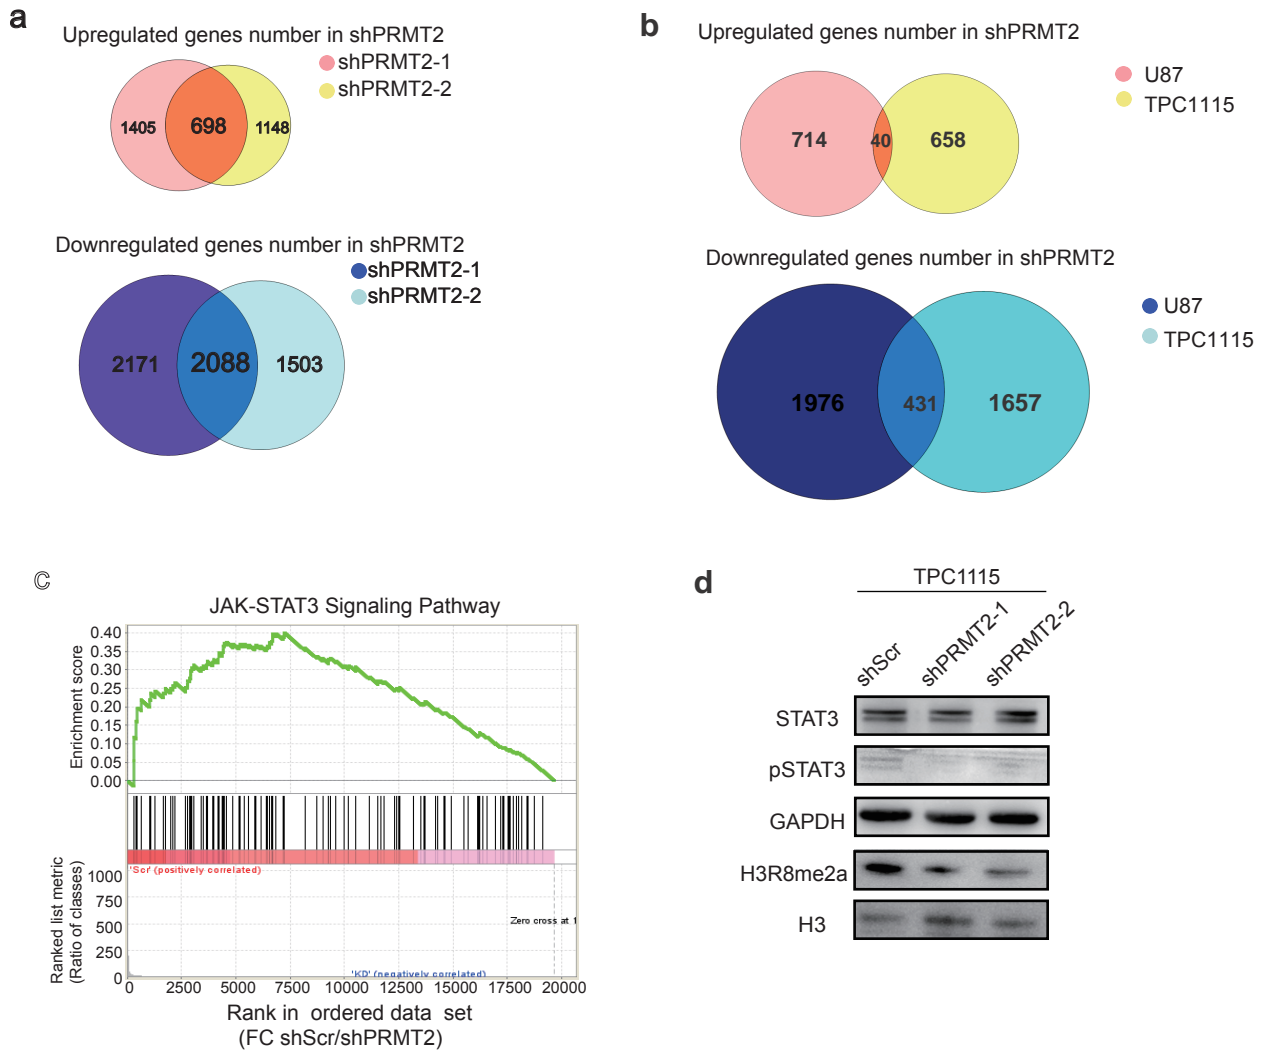 a
Upregulated genes number in shPRMT2
shPRMT2-1
shPRMT2-2
1405
698
1148
Downregulated genes number in shPRMT2
shPRMT2-1
shPRMT2-2
2171
2088
1503
b
Upregulated genes number in shPRMT2
U87
TPC1115
714
40
658
Downregulated genes number in shPRMT2
U87
TPC1115
1976
431
1657
C
JAK-STAT3 Signaling Pathway
Enrichment score
0.40
0.35
0.30
0.25
0.20
0.15
0.10
0.05
0.00
'Scr' (positively correlated)
Ranked list metric
(Ratio of classes)
1000
750
500
250
0
Zero cross at 1
'KD' (negatively correlated)
0 2500 5000 7500 10000 12500 15000 17500 20000
Rank in ordered data set
(FC shScr/shPRMT2)
d
TPC1115
shScr
shPRMT2-1
shPRMT2-2
STAT3
pSTAT3
GAPDH
H3R8me2a
H3